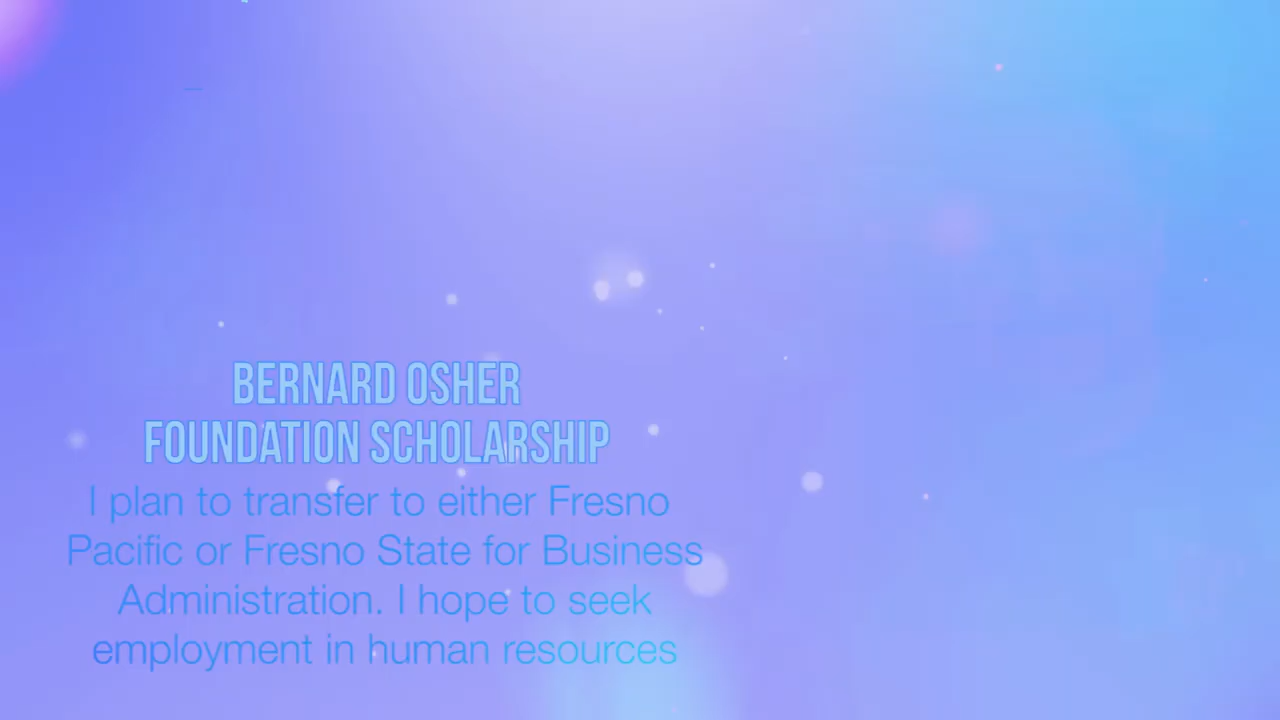 BERNARD OSHER
FOUNDATION SCHOLARSHIP
I plan to transfer to either Fresno
Pacific or Fresno State for Business
Administration. I hope to seek
employment in human resources